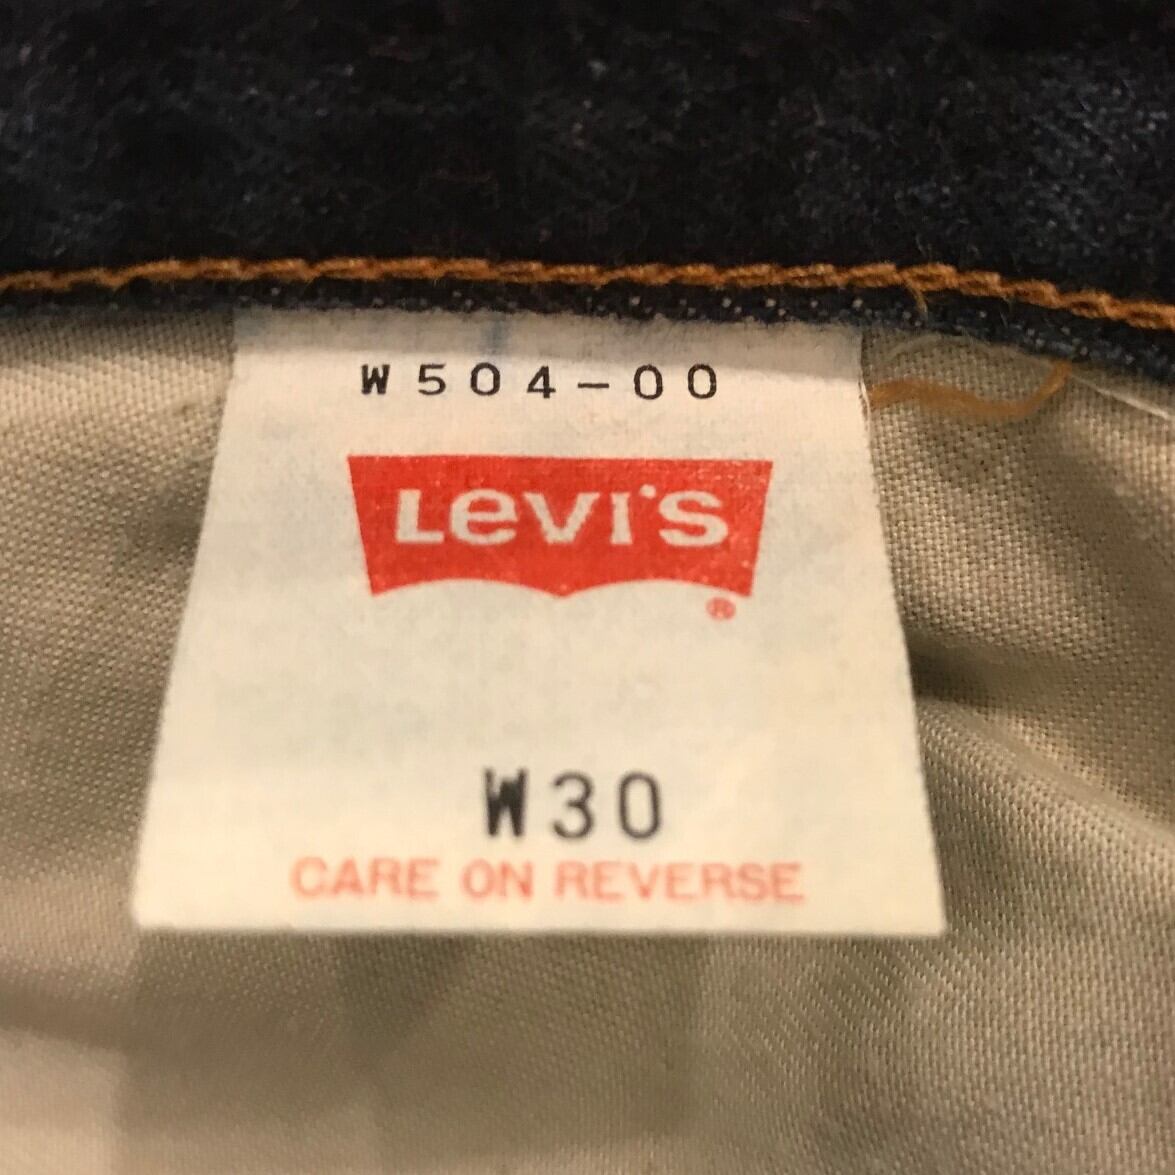 W504-00
Levi's
®
W30
CARE ON REVERSE